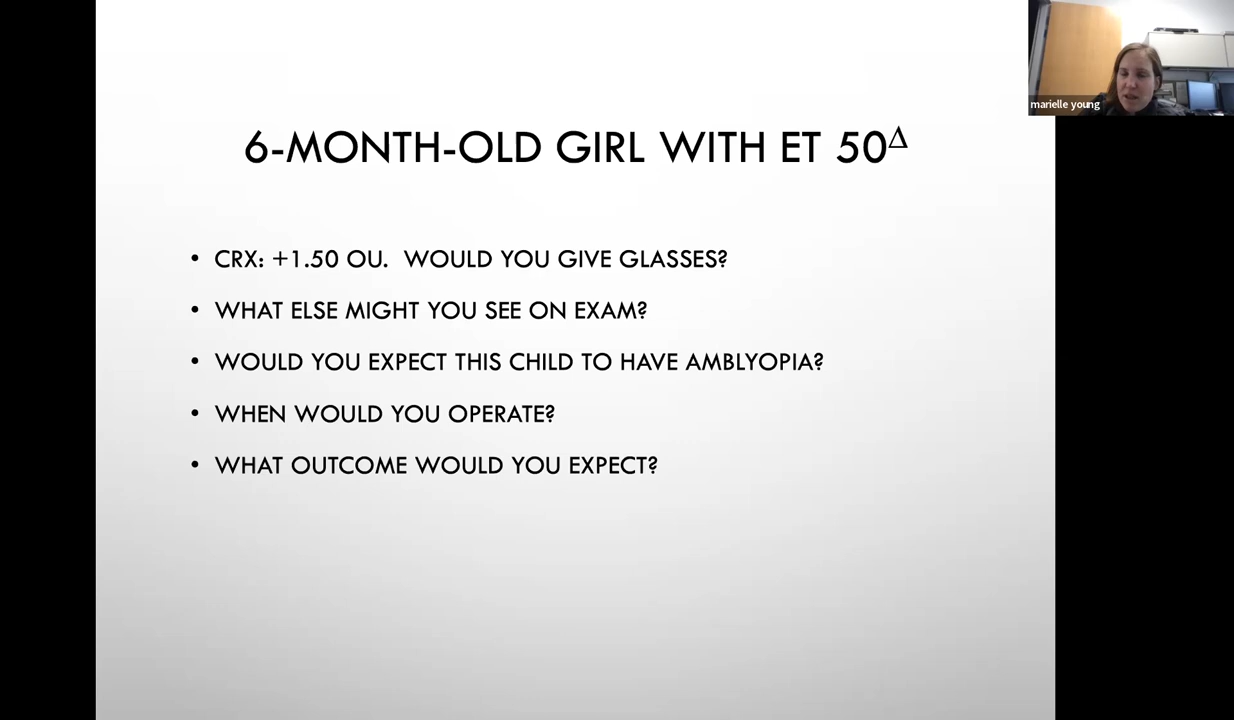 marielle young
6-MONTH-OLD GIRL WITH ET 50Δ
• CRX: +1.50 OU. WOULD YOU GIVE GLASSES?
• WHAT ELSE MIGHT YOU SEE ON EXAM?
• WOULD YOU EXPECT THIS CHILD TO HAVE AMBLYOPIA?
• WHEN WOULD YOU OPERATE?
• WHAT OUTCOME WOULD YOU EXPECT?